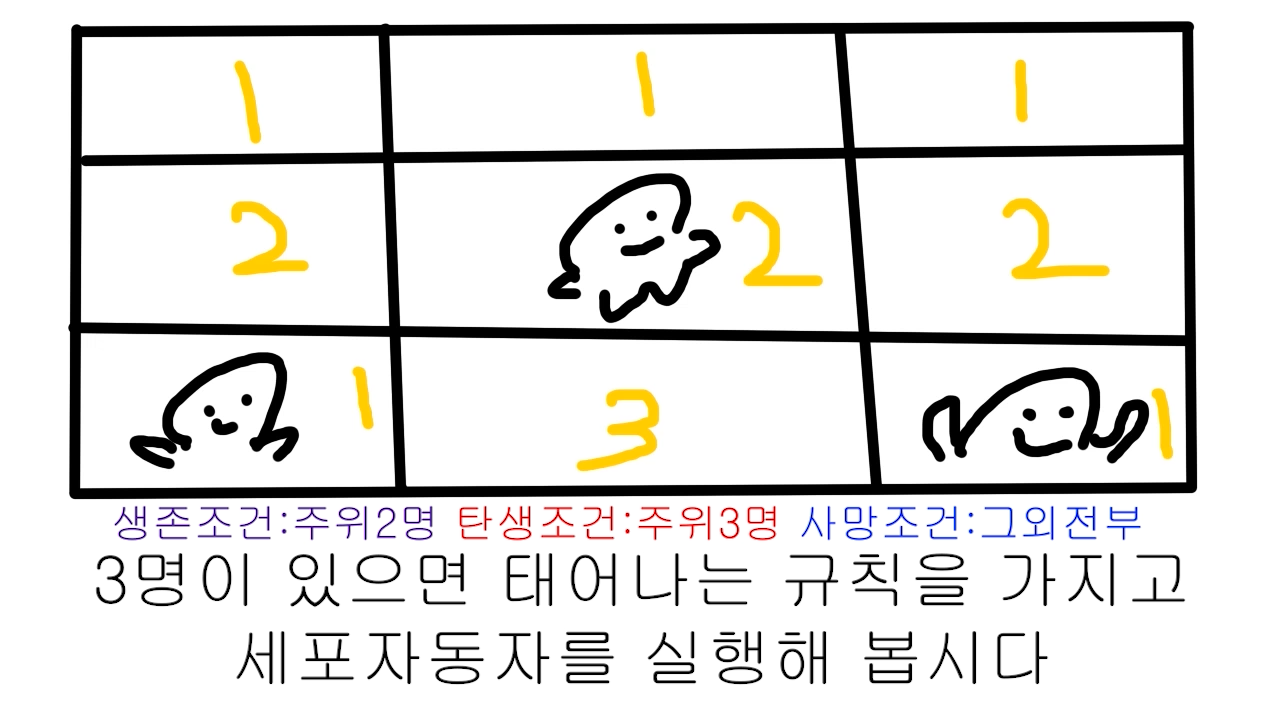 1 1 1
2 2 2
1 3 1
생존조건:주위2명 탄생조건:주위3명 사망조건:그외전부
3명이 있으면 태어나는 규칙을 가지고
세포자동자를 실행해 봅시다